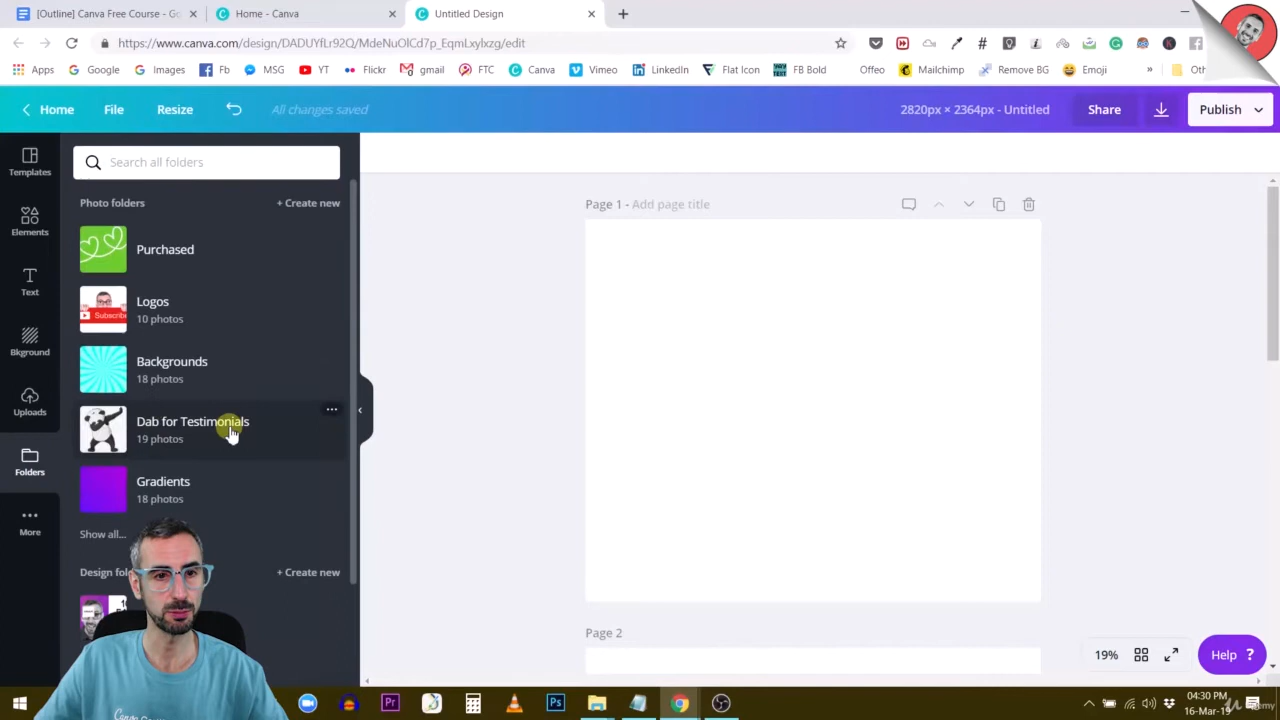 [Outline] Canva Free Course - Go
Home - Canva
Untitled Design
https://www.canva.com/design/DADUYfLr92Q/MdeNuOlCd7p_EqmLxylxzg/edit
Apps
Google
Images
Fb
MSG
YT
Flickr
gmail
FTC
Canva
Vimeo
LinkedIn
Flat Icon
FB Bold
Offeo
Mailchimp
Remove BG
Emoji
»
Home
File
Resize
All changes saved
2820px × 2364px - Untitled
Share
Publish
Templates
Elements
Text
Bkground
Uploads
Folders
More
Search all folders
Photo folders
+ Create new
Purchased
Logos
10 photos
Subscribe
Backgrounds
18 photos
Dab for Testimonials
19 photos
Gradients
18 photos
Show all...
+ Create new
Page 1 - Add page title
Page 2
19%
Help ?
04:30 PM
16-Mar-19